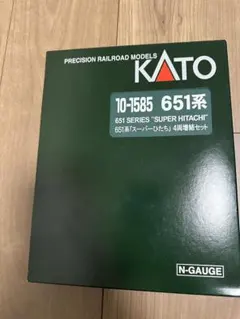 PRECISION RAILROAD MODELS
KATO
10-1585 651系
651 SERIES "SUPER HITACHI"
651系「スーパーひたち」4両増結セット
N-GAUGE